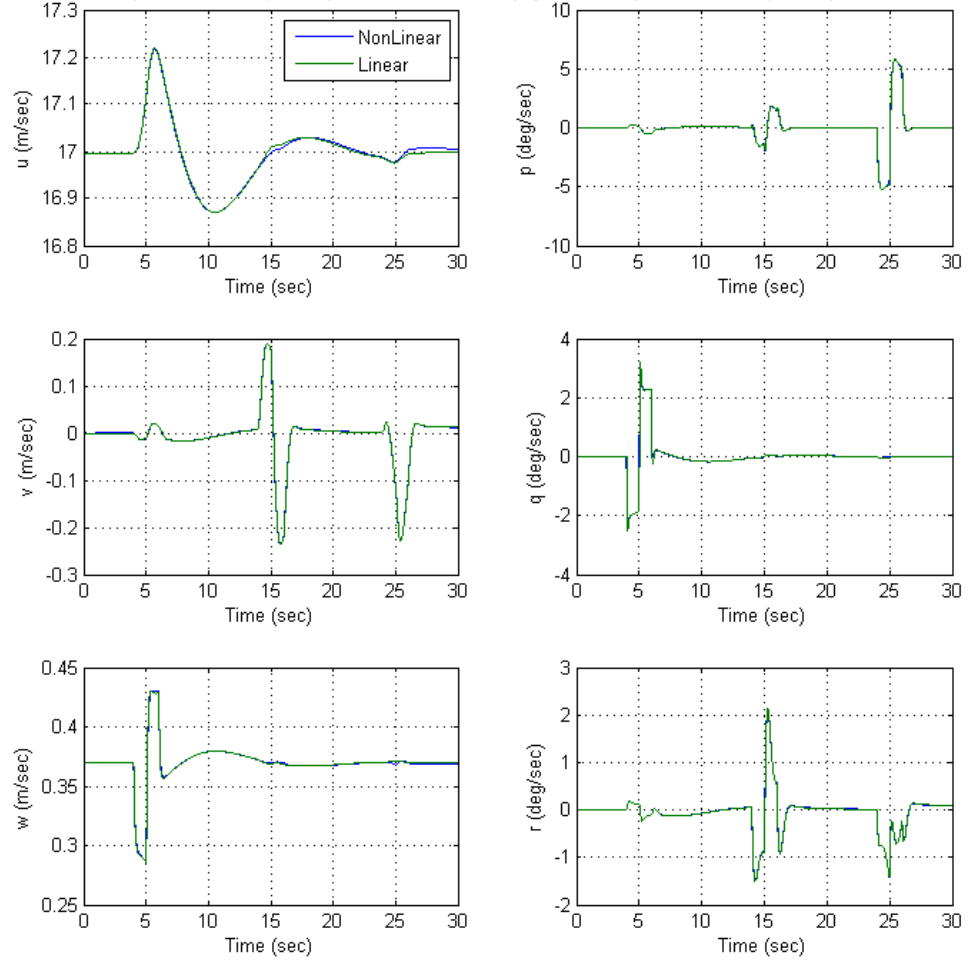 17.3
17.2
17.1
17
16.9
16.8
u (m/sec)
NonLinear
Linear
0 5 10 15 20 25 30
Time (sec)
10
5
0
-5
-10
p (deg/sec)
0 5 10 15 20 25 30
Time (sec)
0.2
0.1
0
-0.1
-0.2
-0.3
v (m/sec)
0 5 10 15 20 25 30
Time (sec)
4
2
0
-2
-4
q (deg/sec)
0 5 10 15 20 25 30
Time (sec)
0.45
0.4
0.35
0.3
0.25
w (m/sec)
0 5 10 15 20 25 30
Time (sec)
3
2
1
0
-1
-2
r (deg/sec)
0 5 10 15 20 25 30
Time (sec)